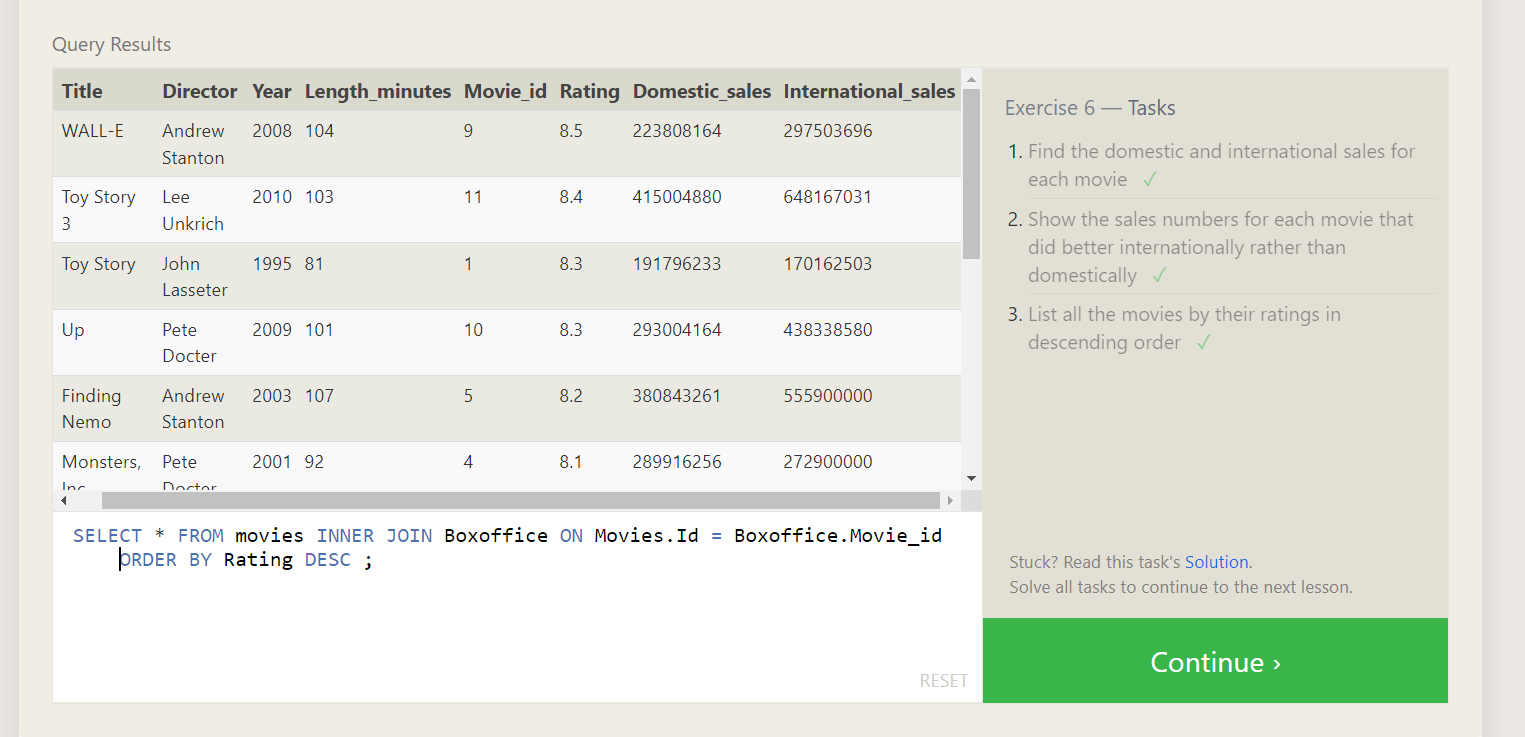 Query Results
Title Director Year Length_minutes Movie_id Rating Domestic_sales International_sales
WALL-E Andrew 2008 104 9 8.5 223808164 297503696
Stanton
Toy Story Lee 2010 103 11 8.4 415004880 648167031
3 Unkrich
Toy Story John 1995 81 1 8.3 191796233 170162503
Lasseter
Up Pete 2009 101 10 8.3 293004164 438338580
Docter
Finding Andrew 2003 107 5 8.2 380843261 555900000
Nemo Stanton
Monsters, Pete 2001 92 4 8.1 289916256 272900000
Inc Docter
SELECT * FROM movies INNER JOIN Boxoffice ON Movies.Id = Boxoffice.Movie_id
ORDER BY Rating DESC ;
RESET
Exercise 6 — Tasks
1. Find the domestic and international sales for
each movie ✓
2. Show the sales numbers for each movie that
did better internationally rather than
domestically ✓
3. List all the movies by their ratings in
descending order ✓
Stuck? Read this task's Solution.
Solve all tasks to continue to the next lesson.
Continue ›